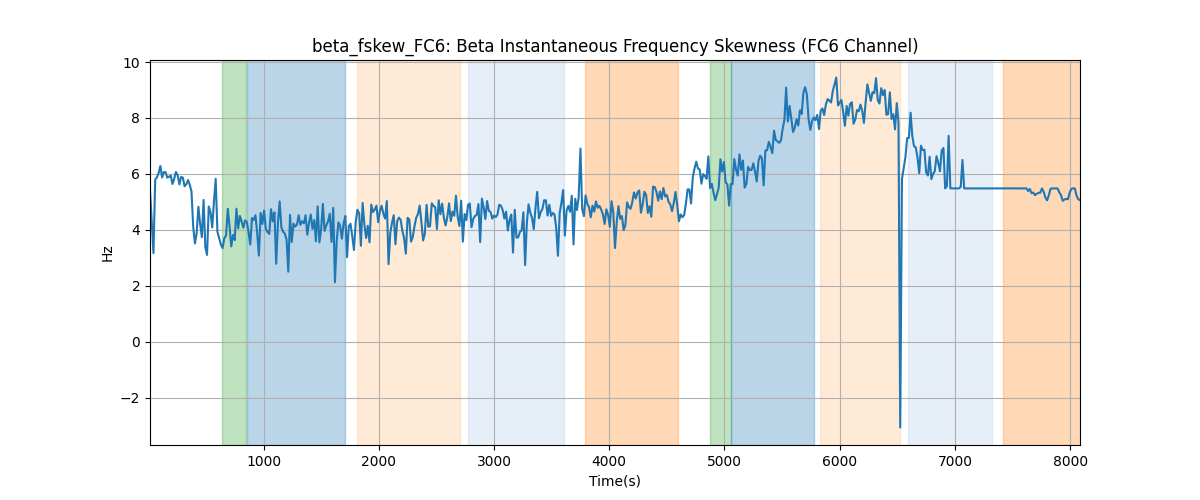 beta_fskew_FC6: Beta Instantaneous Frequency Skewness (FC6 Channel)
10
8
6
4
2
0
−2
Hz
1000 2000 3000 4000 5000 6000 7000 8000
Time(s)